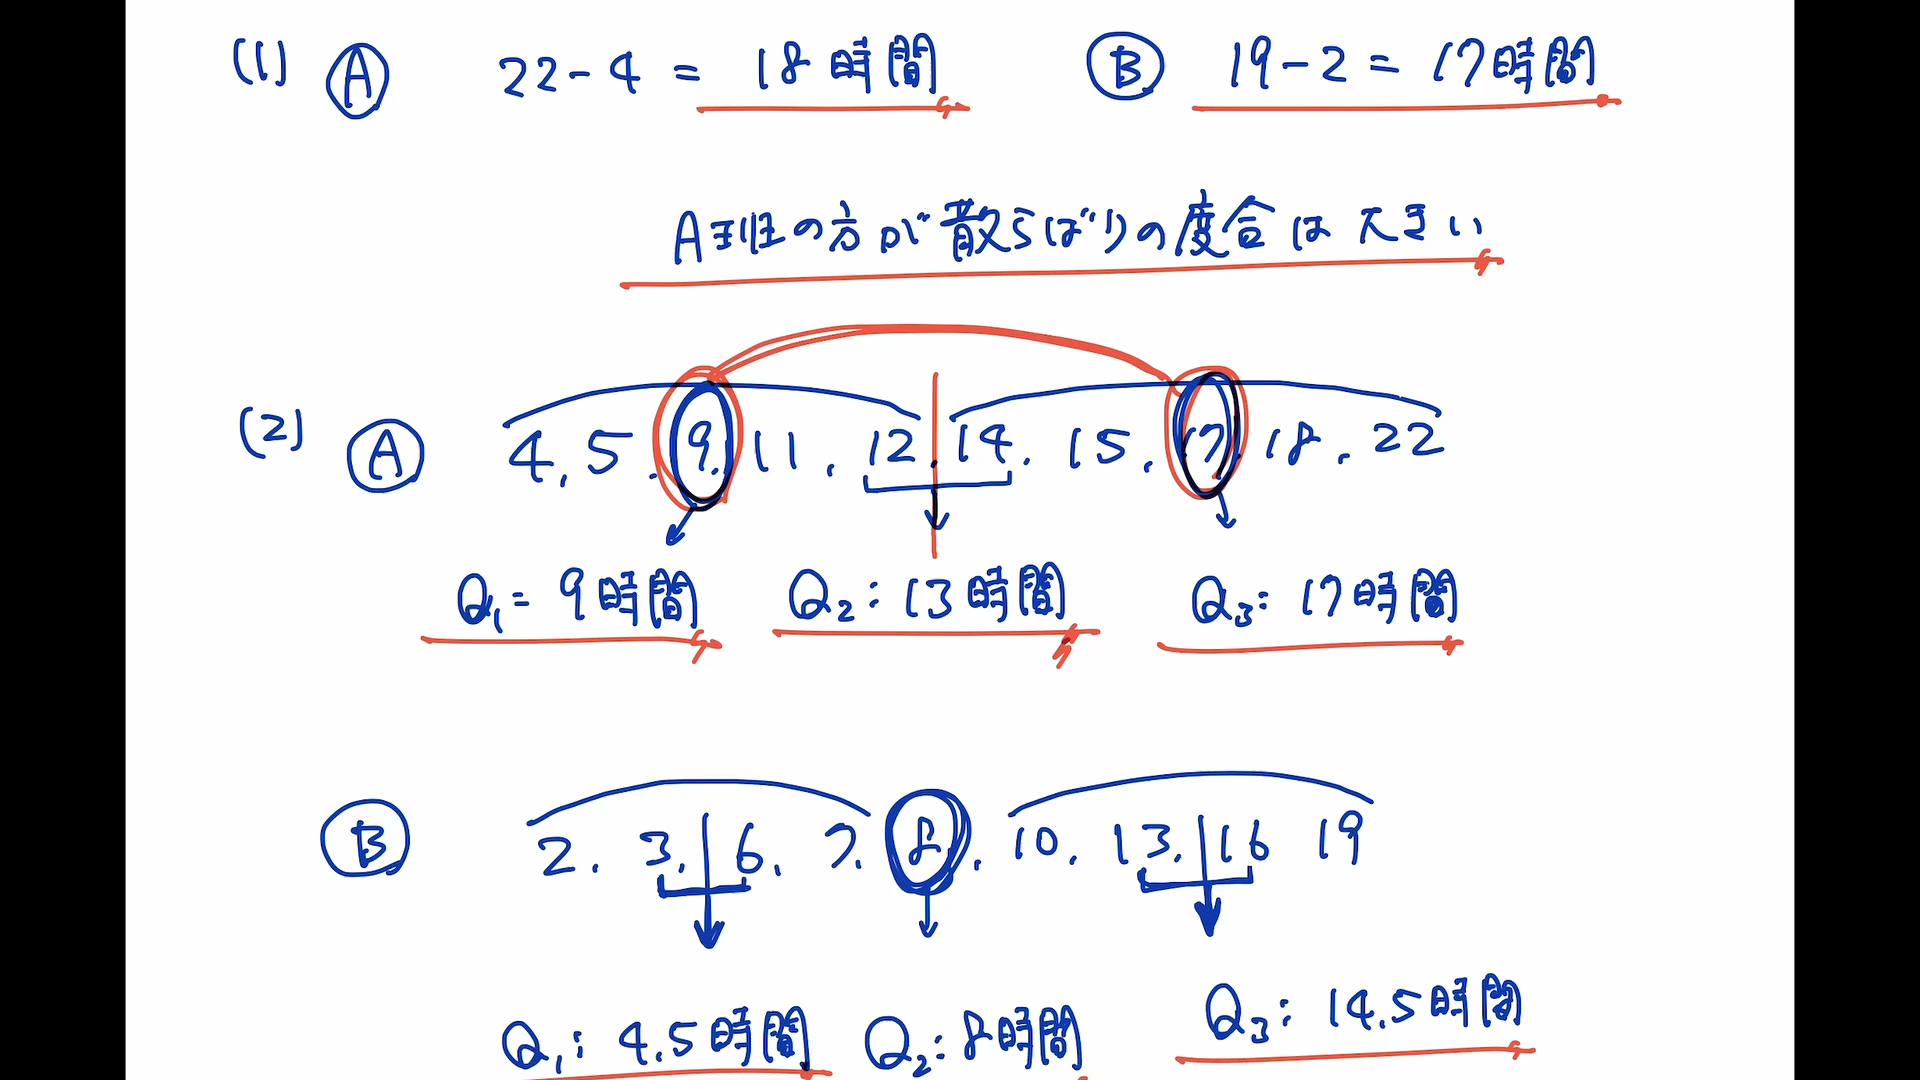 (1) Ⓐ 22-4 = 18時間 Ⓑ 19-2 = 17時間
A班の方が散らばりの度合は大きい
(2) Ⓐ 4, 5, 9, 11, 12, 14, 15, 17, 18, 22
Q₁= 9時間 Q₂: 13時間 Q₃: 17時間
Ⓑ 2, 3, 6, 7, 8, 10, 13, 16 19
Q₁: 4.5時間 Q₂: 8時間 Q₃: 14.5時間